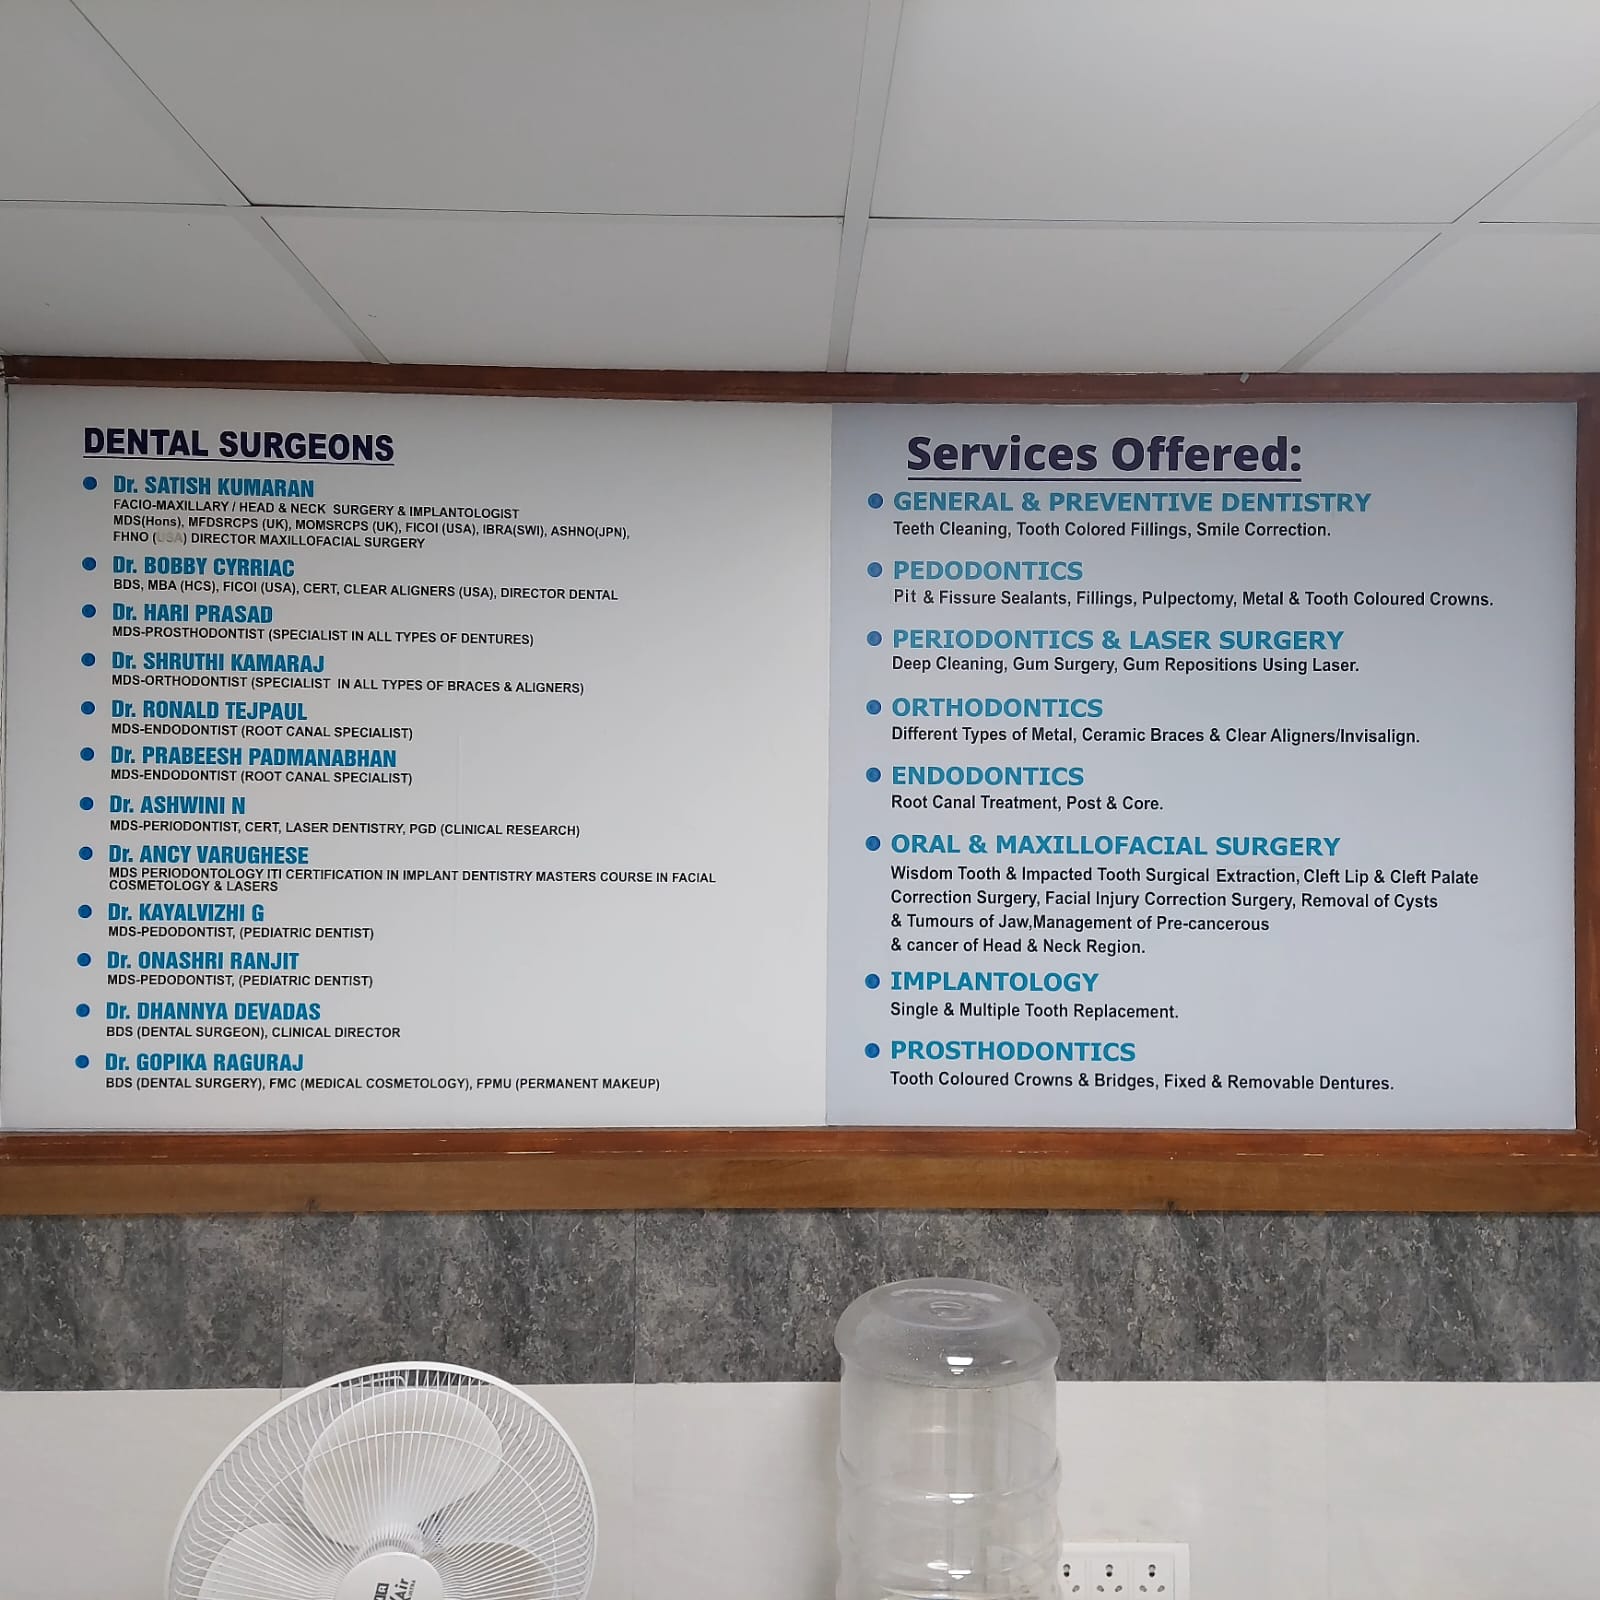 DENTAL SURGEONS
Dr. SATISH KUMARAN
FACIO-MAXILLARY / HEAD & NECK SURGERY & IMPLANTOLOGIST
MDS(Hons), MFDSRCPS (UK), MOMSRCPS (UK), FICOI (USA), IBRA(SWI), ASHNO(JPN),
FHNO (USA) DIRECTOR MAXILLOFACIAL SURGERY
Dr. BOBBY CYRRIAC
BDS, MBA (HCS), FICOI (USA), CERT, CLEAR ALIGNERS (USA), DIRECTOR DENTAL
Dr. HARI PRASAD
MDS-PROSTHODONTIST (SPECIALIST IN ALL TYPES OF DENTURES)
Dr. SHRUTHI KAMARAJ
MDS-ORTHODONTIST (SPECIALIST IN ALL TYPES OF BRACES & ALIGNERS)
Dr. RONALD TEJPAUL
MDS-ENDODONTIST (ROOT CANAL SPECIALIST)
Dr. PRABEESH PADMANABHAN
MDS-ENDODONTIST (ROOT CANAL SPECIALIST)
Dr. ASHWINI N
MDS-PERIODONTIST, CERT, LASER DENTISTRY, PGD (CLINICAL RESEARCH)
Dr. ANCY VARUGHESE
MDS PERIODONTOLOGY ITI CERTIFICATION IN IMPLANT DENTISTRY MASTERS COURSE IN FACIAL
COSMETOLOGY & LASERS
Dr. KAYALVIZHI G
MDS-PEDODONTIST, (PEDIATRIC DENTIST)
Dr. ONASHRI RANJIT
MDS-PEDODONTIST, (PEDIATRIC DENTIST)
Dr. DHANNYA DEVADAS
BDS (DENTAL SURGEON), CLINICAL DIRECTOR
Dr. GOPIKA RAGURAJ
BDS (DENTAL SURGERY), FMC (MEDICAL COSMETOLOGY), FPMU (PERMANENT MAKEUP)
Services Offered:
GENERAL & PREVENTIVE DENTISTRY
Teeth Cleaning, Tooth Colored Fillings, Smile Correction.
PEDODONTICS
Pit & Fissure Sealants, Fillings, Pulpectomy, Metal & Tooth Coloured Crowns.
PERIODONTICS & LASER SURGERY
Deep Cleaning, Gum Surgery, Gum Repositions Using Laser.
ORTHODONTICS
Different Types of Metal, Ceramic Braces & Clear Aligners/Invisalign.
ENDODONTICS
Root Canal Treatment, Post & Core.
ORAL & MAXILLOFACIAL SURGERY
Wisdom Tooth & Impacted Tooth Surgical Extraction, Cleft Lip & Cleft Palate
Correction Surgery, Facial Injury Correction Surgery, Removal of Cysts
& Tumours of Jaw,Management of Pre-cancerous
& cancer of Head & Neck Region.
IMPLANTOLOGY
Single & Multiple Tooth Replacement.
PROSTHODONTICS
Tooth Coloured Crowns & Bridges, Fixed & Removable Dentures.